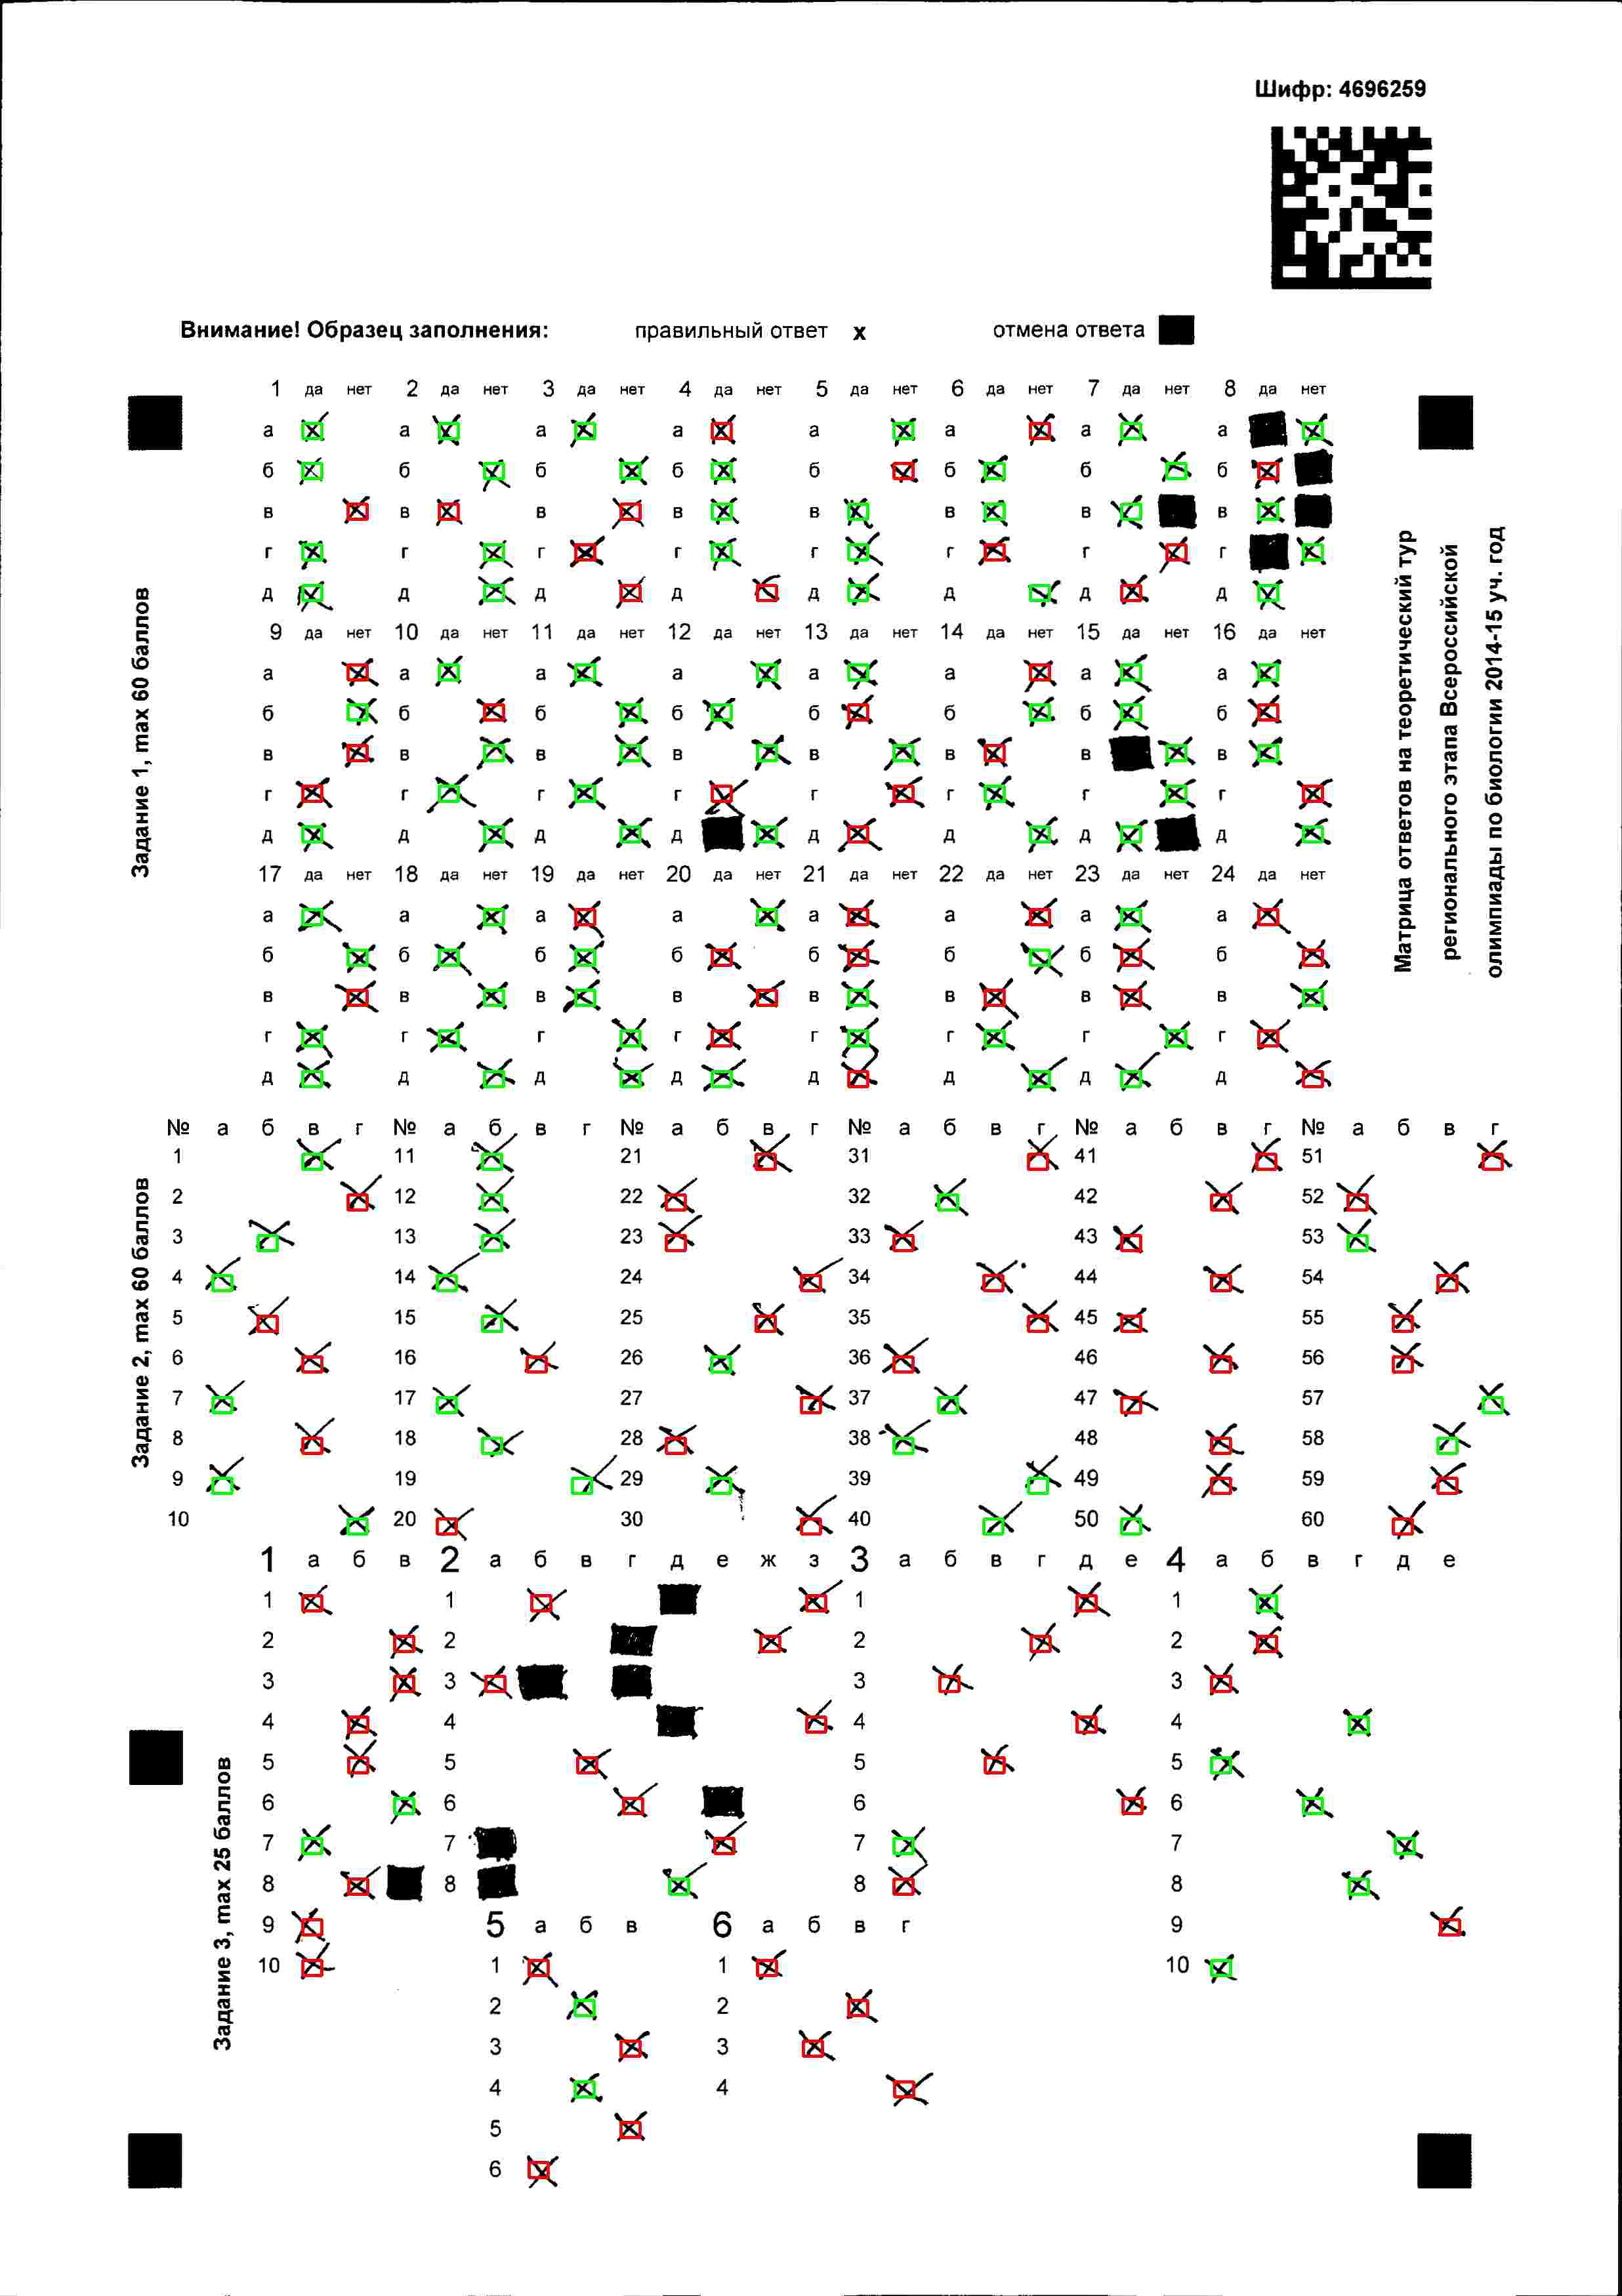 Шифр: 4696259
Внимание! Образец заполнения: правильный ответ x отмена ответа
1 да нет 2 да нет 3 да нет 4 да нет 5 да нет 6 да нет 7 да нет 8 да нет
а а а а а а а а
б б б б б б б б
в в в в в в в в
г г г г г г г г
д д д д д д д д
9 да нет 10 да нет 11 да нет 12 да нет 13 да нет 14 да нет 15 да нет 16 да нет
а а а а а а а а
б б б б б б б б
в в в в в в в в
г г г г г г г г
д д д д д д д д
17 да нет 18 да нет 19 да нет 20 да нет 21 да нет 22 да нет 23 да нет 24 да нет
а а а а а а а а
б б б б б б б б
в в в в в в в в
г г г г г г г г
д д д д д д д д
Задание 1, max 60 баллов
Матрица ответов на теоретический тур
регионального этапа Всероссийской
олимпиады по биологии 2014-15 уч. год
№ а б в г № а б в г № а б в г № а б в г № а б в г № а б в г
1 11 21 31 41 51
2 12 22 32 42 52
3 13 23 33 43 53
4 14 24 34 44 54
5 15 25 35 45 55
6 16 26 36 46 56
7 17 27 37 47 57
8 18 28 38 48 58
9 19 29 39 49 59
10 20 30 40 50 60
Задание 2, max 60 баллов
1 а б в 2 а б в г д е ж з 3 а б в г д е 4 а б в г д е
1 1 1 1
2 2 2 2
3 3 3 3
4 4 4 4
5 5 5 5
6 6 6 6
7 7 7 7
8 8 8 8
9 5 а б в 6 а б в г 9
10 1 1 10
2 2
3 3
4 4
5
6
Задание 3, max 25 баллов